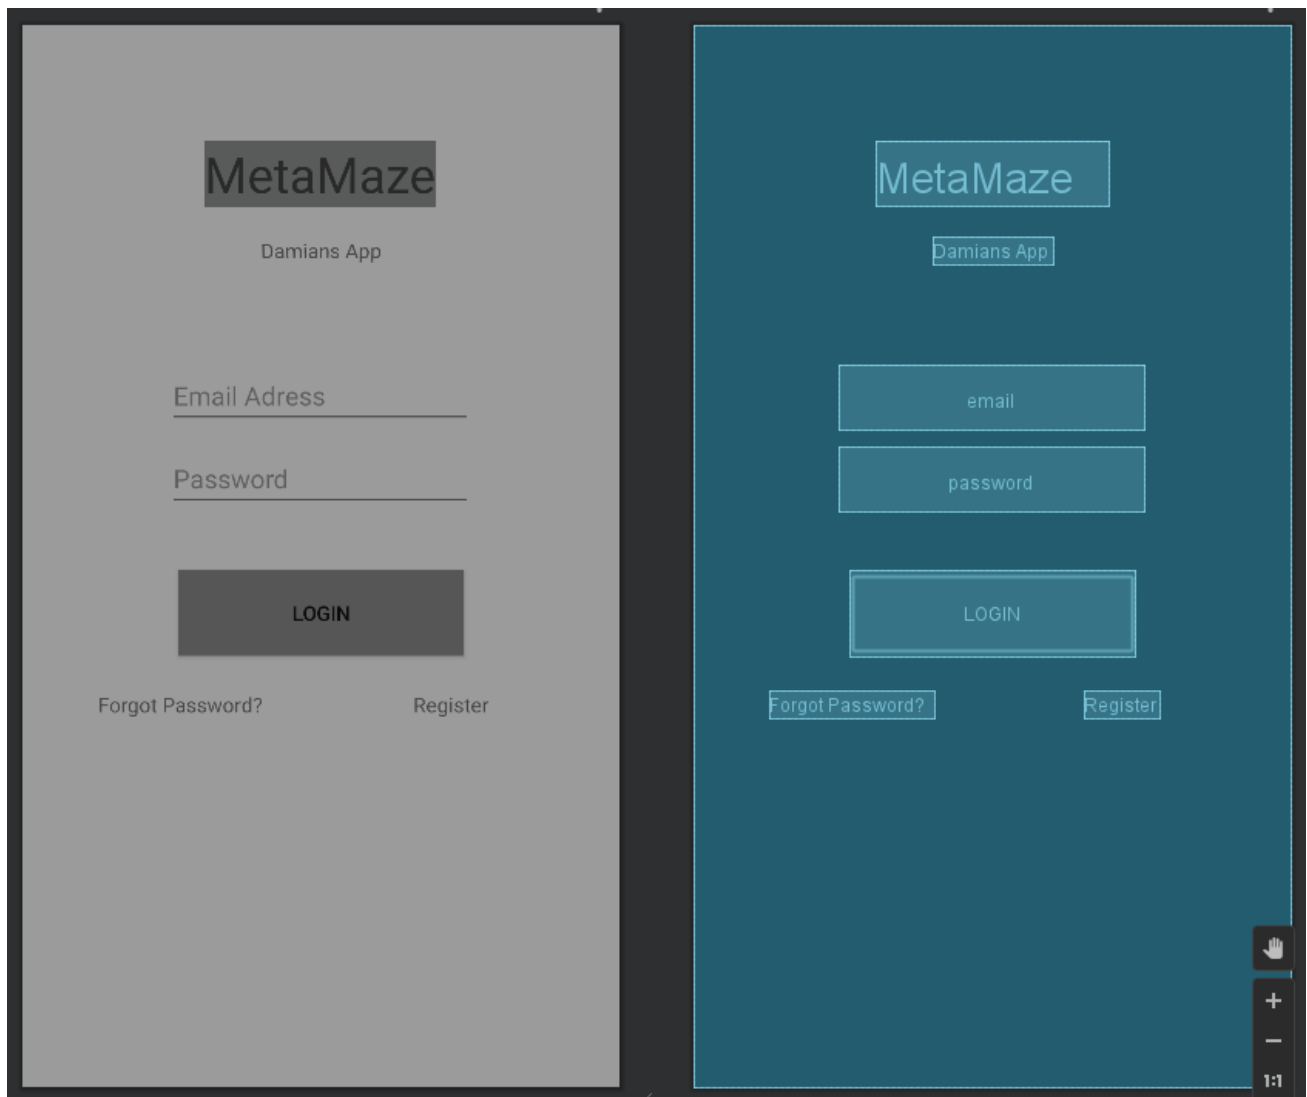 MetaMaze
Damians App
Email Adress
Password
LOGIN
Forgot Password? Register
MetaMaze
Damians App
email
password
LOGIN
Forgot Password? Register
1:1